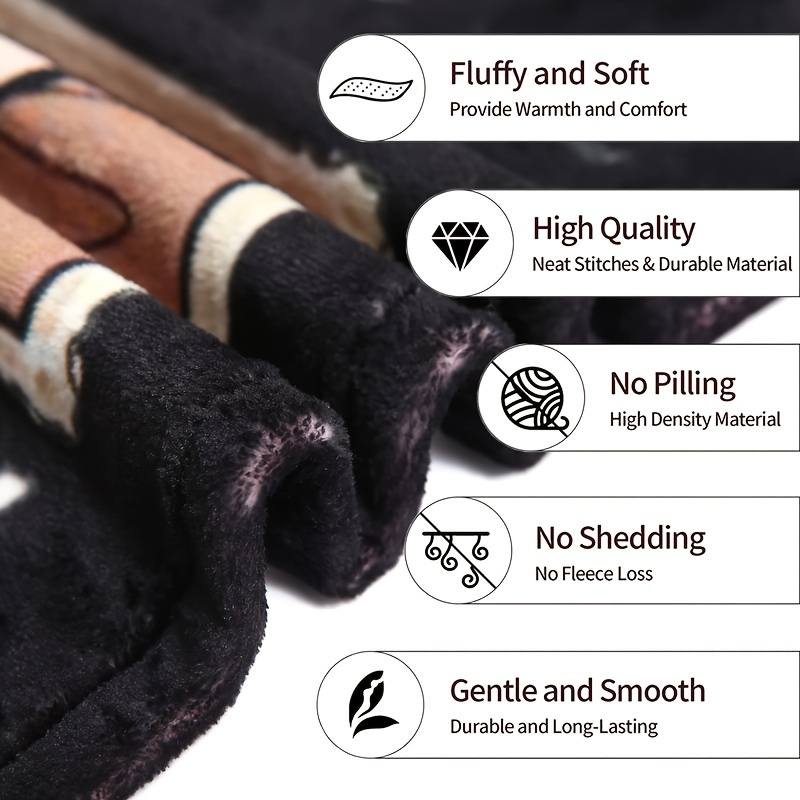 Fluffy and Soft
Provide Warmth and Comfort
High Quality
Neat Stitches & Durable Material
No Pilling
High Density Material
No Shedding
No Fleece Loss
Gentle and Smooth
Durable and Long-Lasting